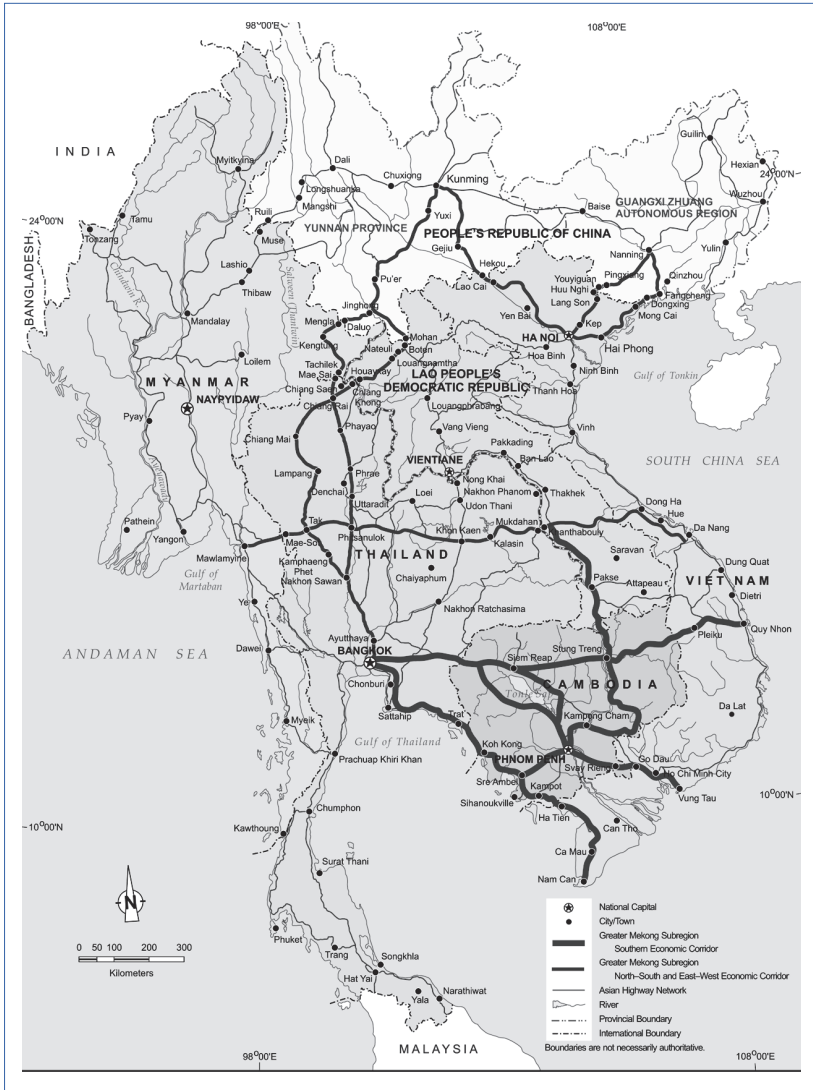 98°00'E
108°00'E
INDIA
Guilin
Myitkyina
Dali
Hexian
24°00'N
Chuxiong
Kunming
Longshuanka
Wuzhou
Mangshi
GUANGXI ZHUANG
AUTONOMOUS REGION
Baise
24°00'N
Tamu
Ruili
Yuxi
YUNNAN PROVINCE
PEOPLE'S REPUBLIC OF CHINA
Tonzang
Muse
Gejiu
Yulin
Nanning
BANGLADESH
Chindwin R
Salween (Thanlwin)
Lashio
Hekou
Youyiguan
Pingxiang
Qinzhou
Thibaw
Pu'er
Lao Cai
Huu Nghi
Fangpheng
Lang Son
Dongxing
Mong Cai
Jinghong
Yen Bai
Mandalay
Mengla
Daluo
Kep
Mohan
HA NOI
Hai Phong
Kengtung
Nateuli
Boten
Hoa Binh
Loilem
Louangnamtha
Tachilek
Houayxay
Ninh Binh
Mae Sai
LAO PEOPLE'S
DEMOCRATIC REPUBLIC
Gulf of Tonkin
MYANMAR
Chiang Sae
Chiang
Khong
Thanh Hoa
NAYPYIDAW
Chiang Rai
Louangphrabang
Pyay
Phayao
Vang Vieng
Vinh
Chiang Mai
Pakkading
VIENTIANE
Ban Lao
SOUTH CHINA SEA
Lampang
Phrae
Nong Khai
Denchai
Loei
Nakhon Phanom
Thakhek
Uttaradit
Udon Thani
Dong Ha
Pathein
Tak
Mukdahan
Hue
Yangon
Khon Kaen
Khanthabouly
Da Nang
Mae-Sot
Phitsanulok
Kalasin
Mawlamyine
THAILAND
Saravan
Kamphaeng
Phet
Dung Quat
Gulf of
Martaban
Chaiyaphum
Nakhon Sawan
Pakse
Attapeau
VIET NAM
Ye
Dietri
Nakhon Ratchasima
Quy Nhon
Ayutthaya
Pleiku
ANDAMAN SEA
Dawei
BANGKOK
Stung Treng
Siem Reap
Chonburi
CAMBODIA
Tonle Sap
Sattahip
Da Lat
Myeik
Trat
Kampong Cham
Gulf of Thailand
Koh Kong
Prachuap Khiri Khan
PHNOM PENH
Go Dau
Svay Rieng
Ho Chi Minh City
Sre Ambel
Vung Tau
10°00'N
Sihanoukville
Kampot
Chumphon
Ha Tien
Can Tho
10°00'N
Kawthoung
Ca Mau
Surat Thani
Nam Can
N
National Capital
City/Town
Greater Mekong Subregion
Southern Economic Corridor
Greater Mekong Subregion
North–South and East–West Economic Corridor
Asian Highway Network
River
Provincial Boundary
International Boundary
Boundaries are not necessarily authoritative.
Phuket
0 50 100 200 300
Kilometers
Trang
Songkhla
Hat Yai
Yala
Narathiwat
MALAYSIA
98°00'E
108°00'E